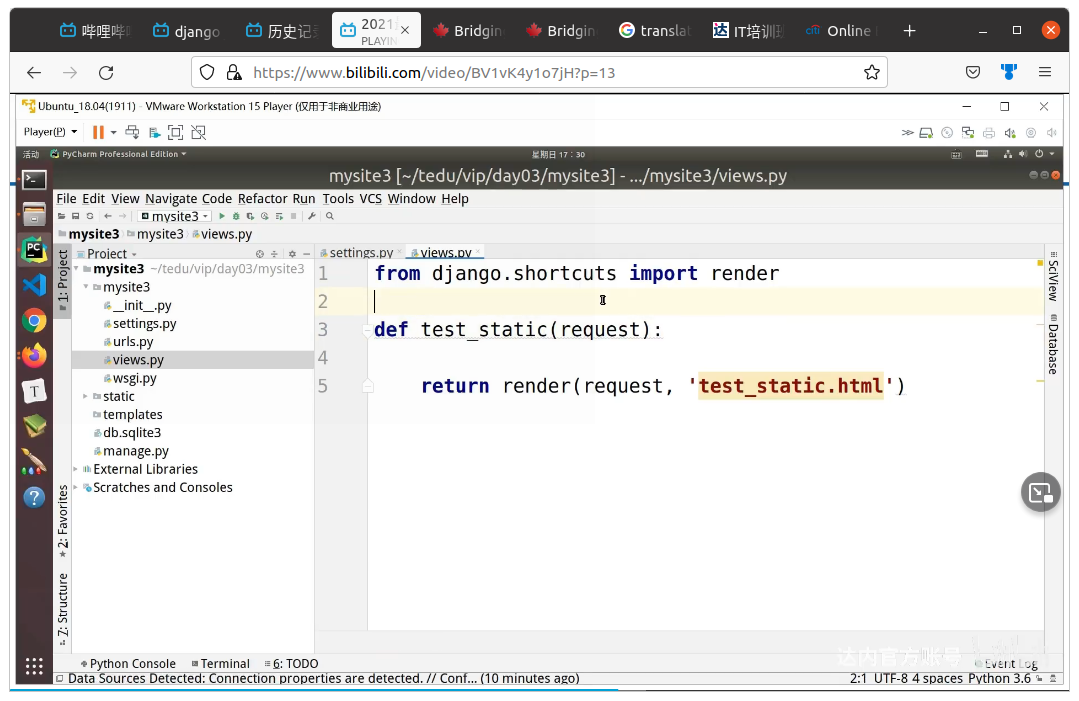 哔哩哔
django
历史记
2021
PLAYIN
Bridgin
Bridgin
translat
IT培训
Online
https://www.bilibili.com/video/BV1vK4y1o7jH?p=13
Ubuntu_18.04(1911) - VMware Workstation 15 Player (仅用于非商业用途)
Player(P)
活动
PyCharm Professional Edition
星期日 17：30
mysite3 [~/tedu/vip/day03/mysite3] - .../mysite3/views.py
File Edit View Navigate Code Refactor Run Tools VCS Window Help
mysite3
mysite3 mysite3 views.py
Project
settings.py views.py
1: Project
mysite3 ~/tedu/vip/day03/mysite3
mysite3
__init__.py
settings.py
urls.py
views.py
wsgi.py
static
templates
db.sqlite3
manage.py
External Libraries
Scratches and Consoles
1 from django.shortcuts import render
2
3 def test_static(request):
4
5 return render(request, 'test_static.html')
SciView
Database
2: Favorites
Z: Structure
达内官方账号
Python Console Terminal 6: TODO
Event Log
Data Sources Detected: Connection properties are detected. // Conf... (10 minutes ago)
2:1 UTF-8 4 spaces Python 3.6